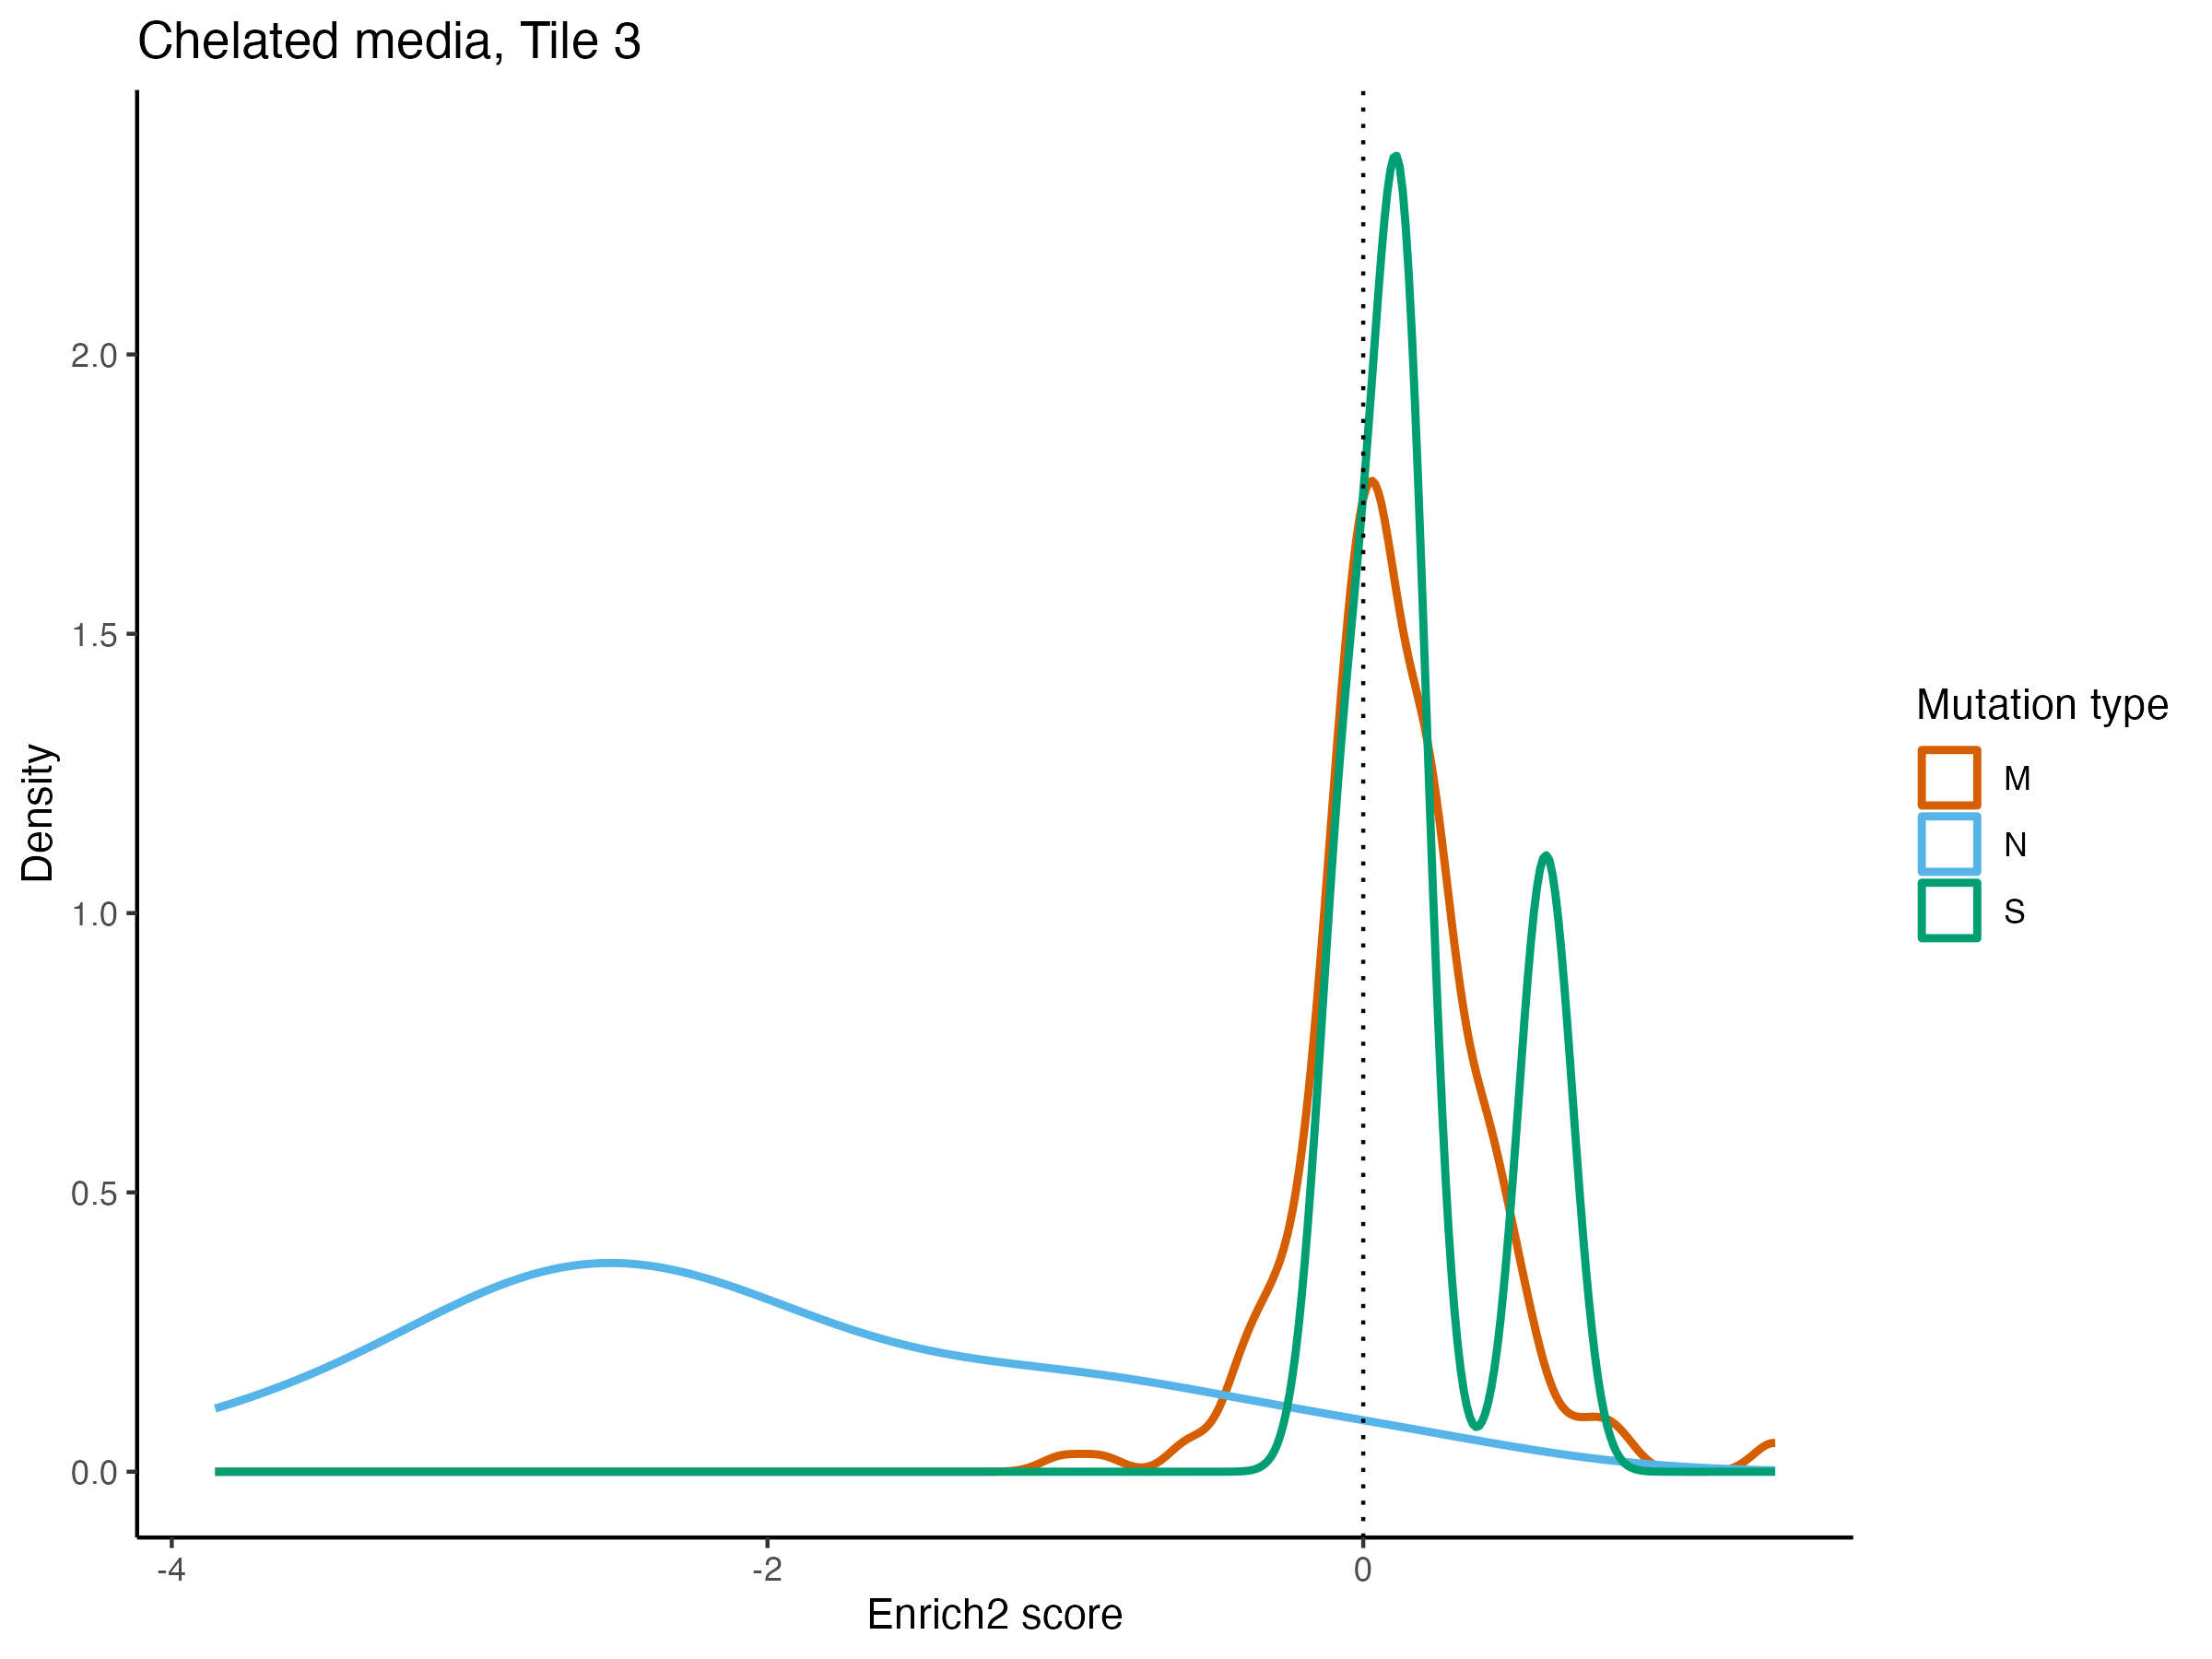 Chelated media, Tile 3
Density
2.0
1.5
1.0
0.5
0.0
-4
-2
0
Enrich2 score
Mutation type
M
N
S